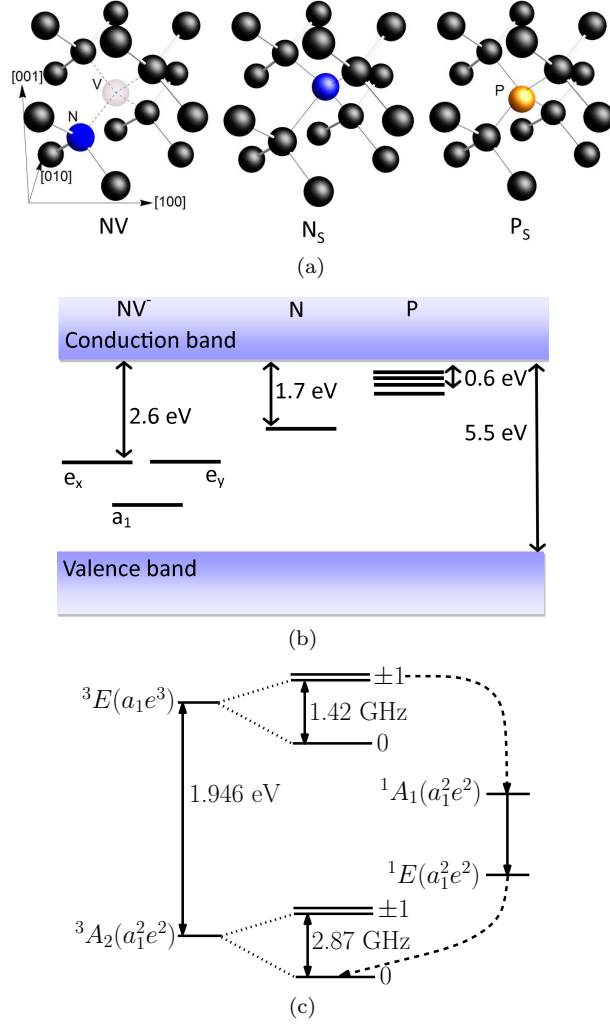 [001]
V
N
[010]
[100]
P
NV
N_S
P_S
(a)
NV⁻ N P
Conduction band
2.6 eV
1.7 eV
0.6 eV
5.5 eV
e_x
e_y
a_1
Valence band
(b)
³E(a₁e³)
±1
1.42 GHz
0
1.946 eV
¹A₁(a₁²e²)
¹E(a₁²e²)
³A₂(a₁²e²)
±1
2.87 GHz
0
(c)